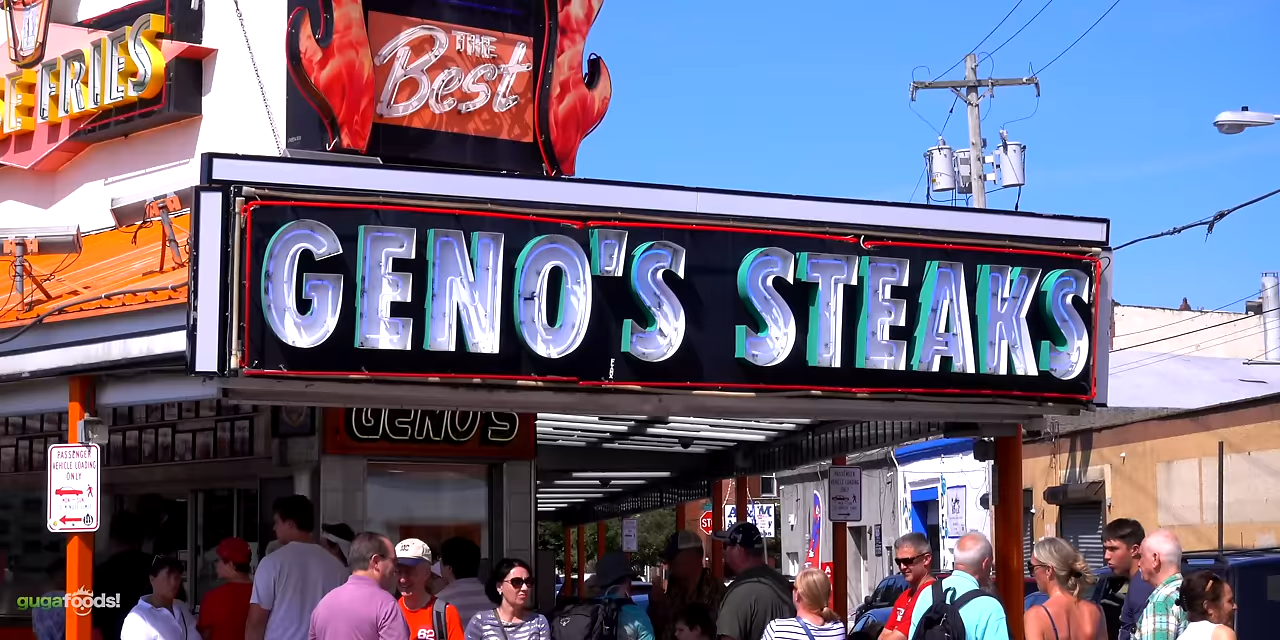 THE
Best
FRIES
GENO'S STEAKS
GENO'S
PASSENGER
VEHICLE LOADING
ONLY
gugafoods!